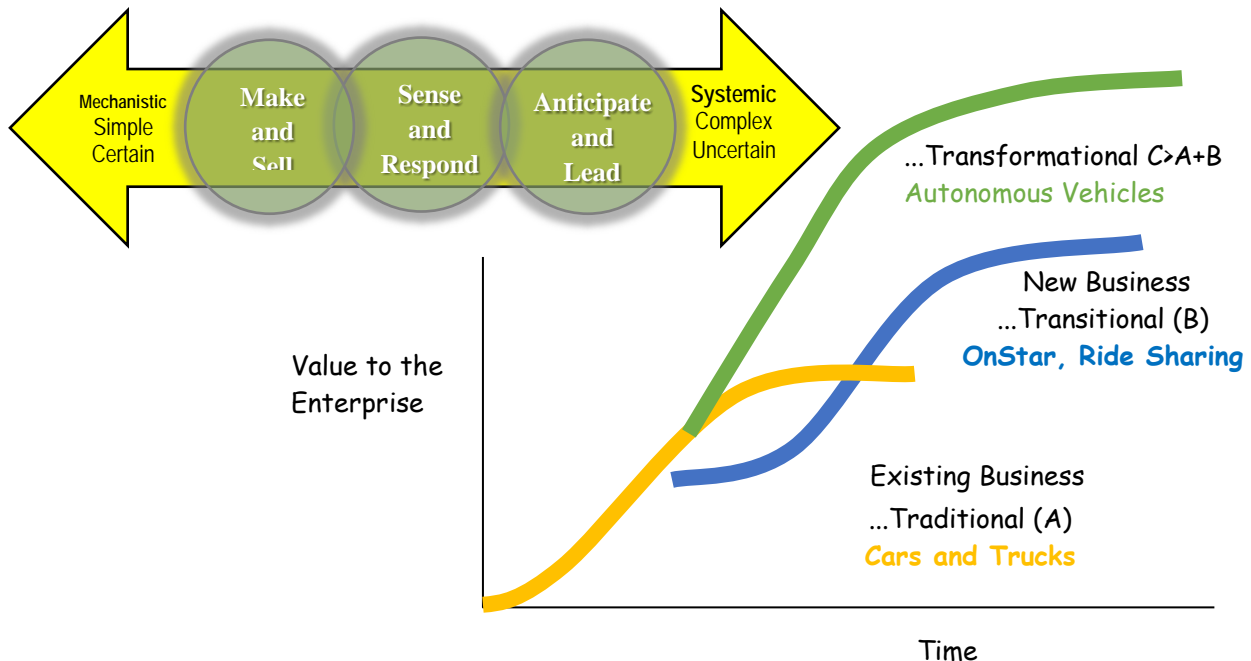 Mechanistic
Simple
Certain
Make
and
Sell
Sense
and
Respond
Anticipate
and
Lead
Systemic
Complex
Uncertain
...Transformational C>A+B
Autonomous Vehicles
New Business
...Transitional (B)
OnStar, Ride Sharing
Value to the
Enterprise
Existing Business
...Traditional (A)
Cars and Trucks
Time